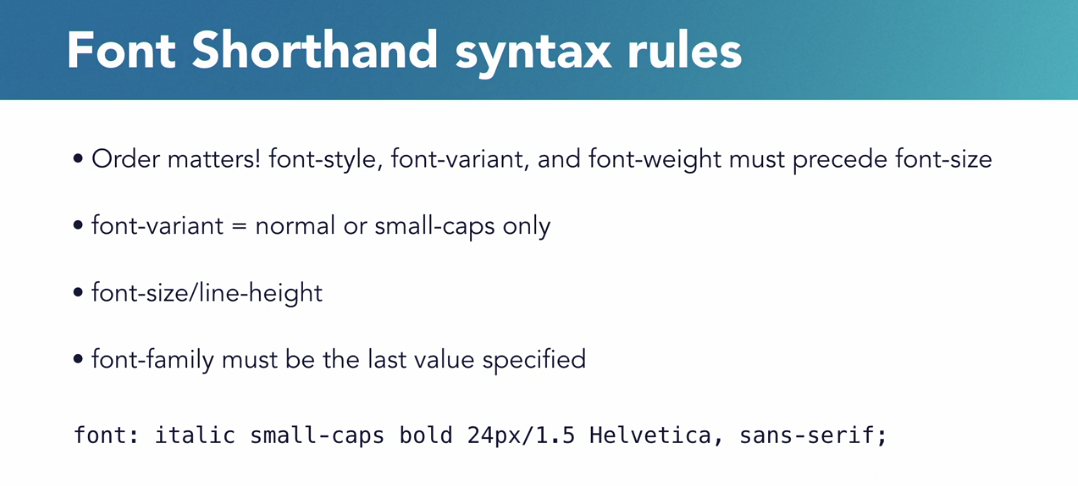 Font Shorthand syntax rules
• Order matters! font-style, font-variant, and font-weight must precede font-size
• font-variant = normal or small-caps only
• font-size/line-height
• font-family must be the last value specified
font: italic small-caps bold 24px/1.5 Helvetica, sans-serif;